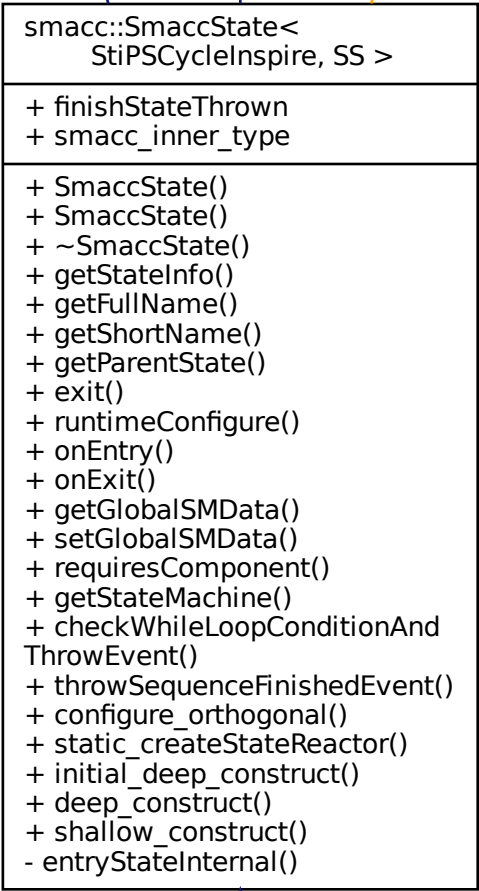 smacc::SmaccState<
StiPSCycleInspire, SS >
+ finishStateThrown
+ smacc_inner_type
+ SmaccState()
+ SmaccState()
+ ~SmaccState()
+ getStateInfo()
+ getFullName()
+ getShortName()
+ getParentState()
+ exit()
+ runtimeConfigure()
+ onEntry()
+ onExit()
+ getGlobalSMData()
+ setGlobalSMData()
+ requiresComponent()
+ getStateMachine()
+ checkWhileLoopConditionAnd
ThrowEvent()
+ throwSequenceFinishedEvent()
+ configure_orthogonal()
+ static_createStateReactor()
+ initial_deep_construct()
+ deep_construct()
+ shallow_construct()
- entryStateInternal()